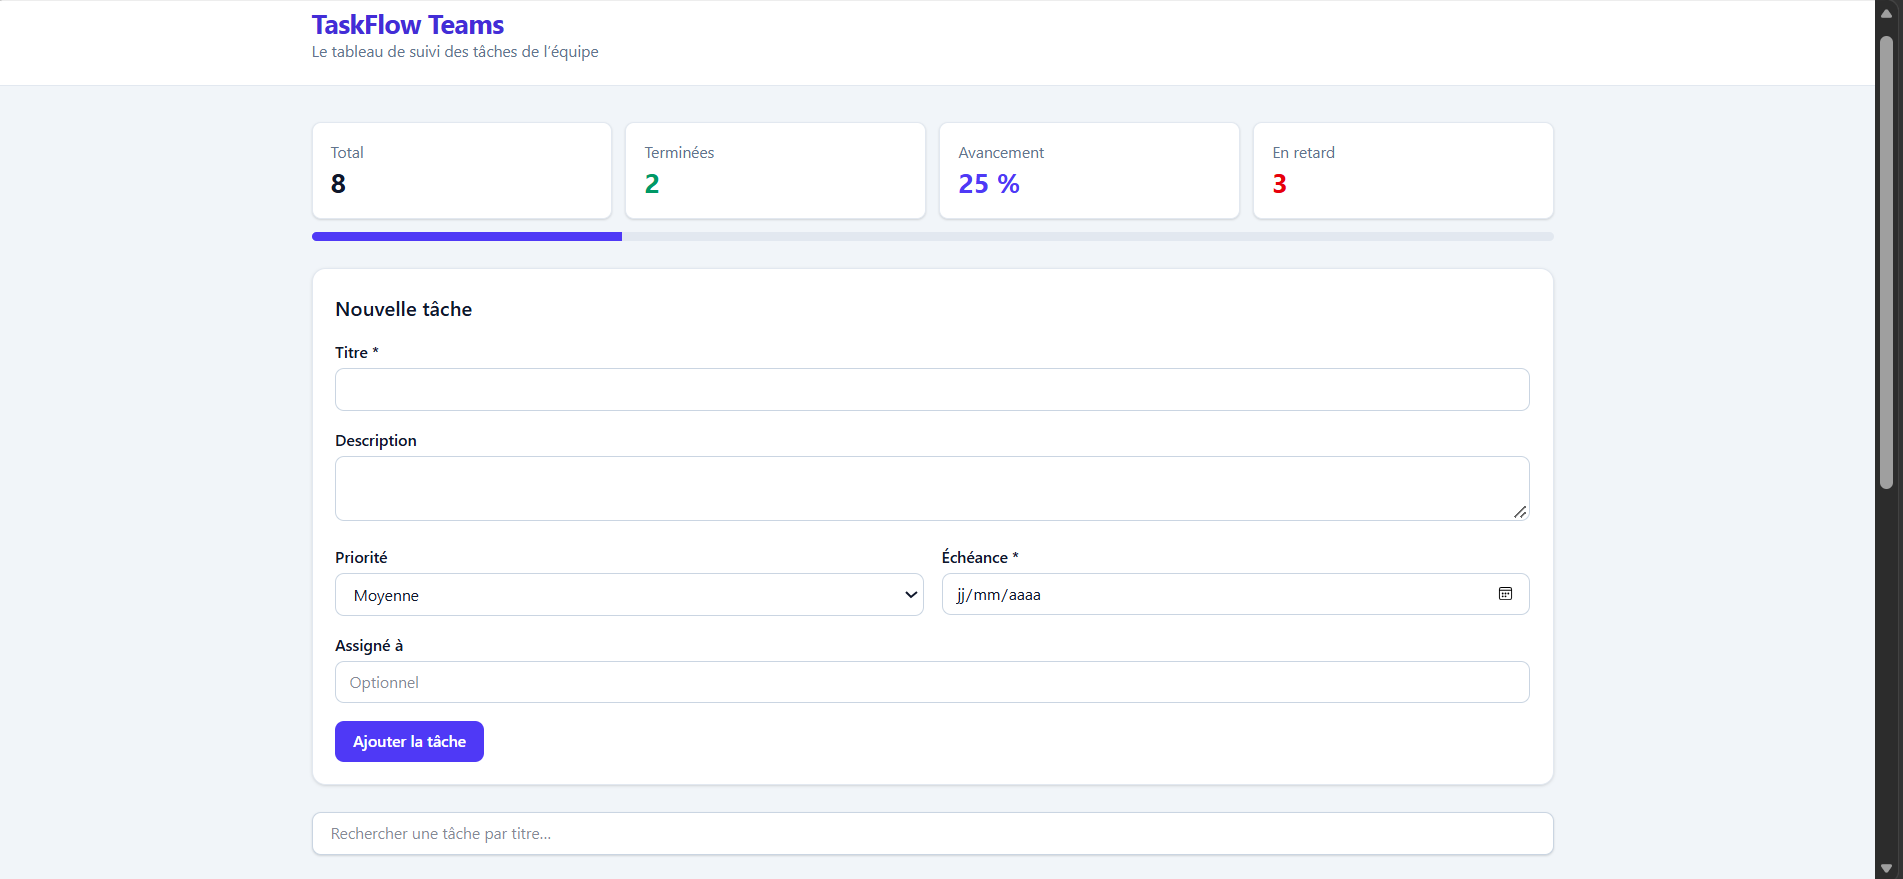 TaskFlow Teams
Le tableau de suivi des tâches de l'équipe
Total
8
Terminées
2
Avancement
25 %
En retard
3
Nouvelle tâche
Titre *
Description
Priorité
Moyenne
Échéance *
jj/mm/aaaa
Assigné à
Optionnel
Ajouter la tâche
Rechercher une tâche par titre...